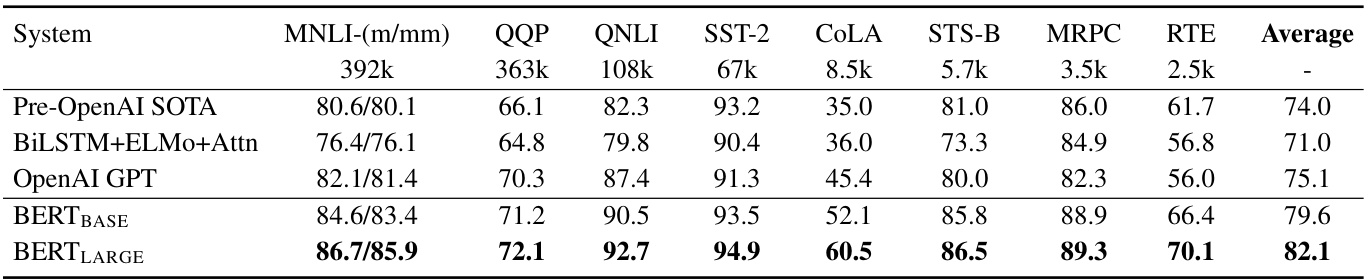 System MNLI-(m/mm) QQP QNLI SST-2 CoLA STS-B MRPC RTE Average
392k 363k 108k 67k 8.5k 5.7k 3.5k 2.5k -
Pre-OpenAI SOTA 80.6/80.1 66.1 82.3 93.2 35.0 81.0 86.0 61.7 74.0
BiLSTM+ELMo+Attn 76.4/76.1 64.8 79.8 90.4 36.0 73.3 84.9 56.8 71.0
OpenAI GPT 82.1/81.4 70.3 87.4 91.3 45.4 80.0 82.3 56.0 75.1
BERTBASE 84.6/83.4 71.2 90.5 93.5 52.1 85.8 88.9 66.4 79.6
BERTLARGE 86.7/85.9 72.1 92.7 94.9 60.5 86.5 89.3 70.1 82.1